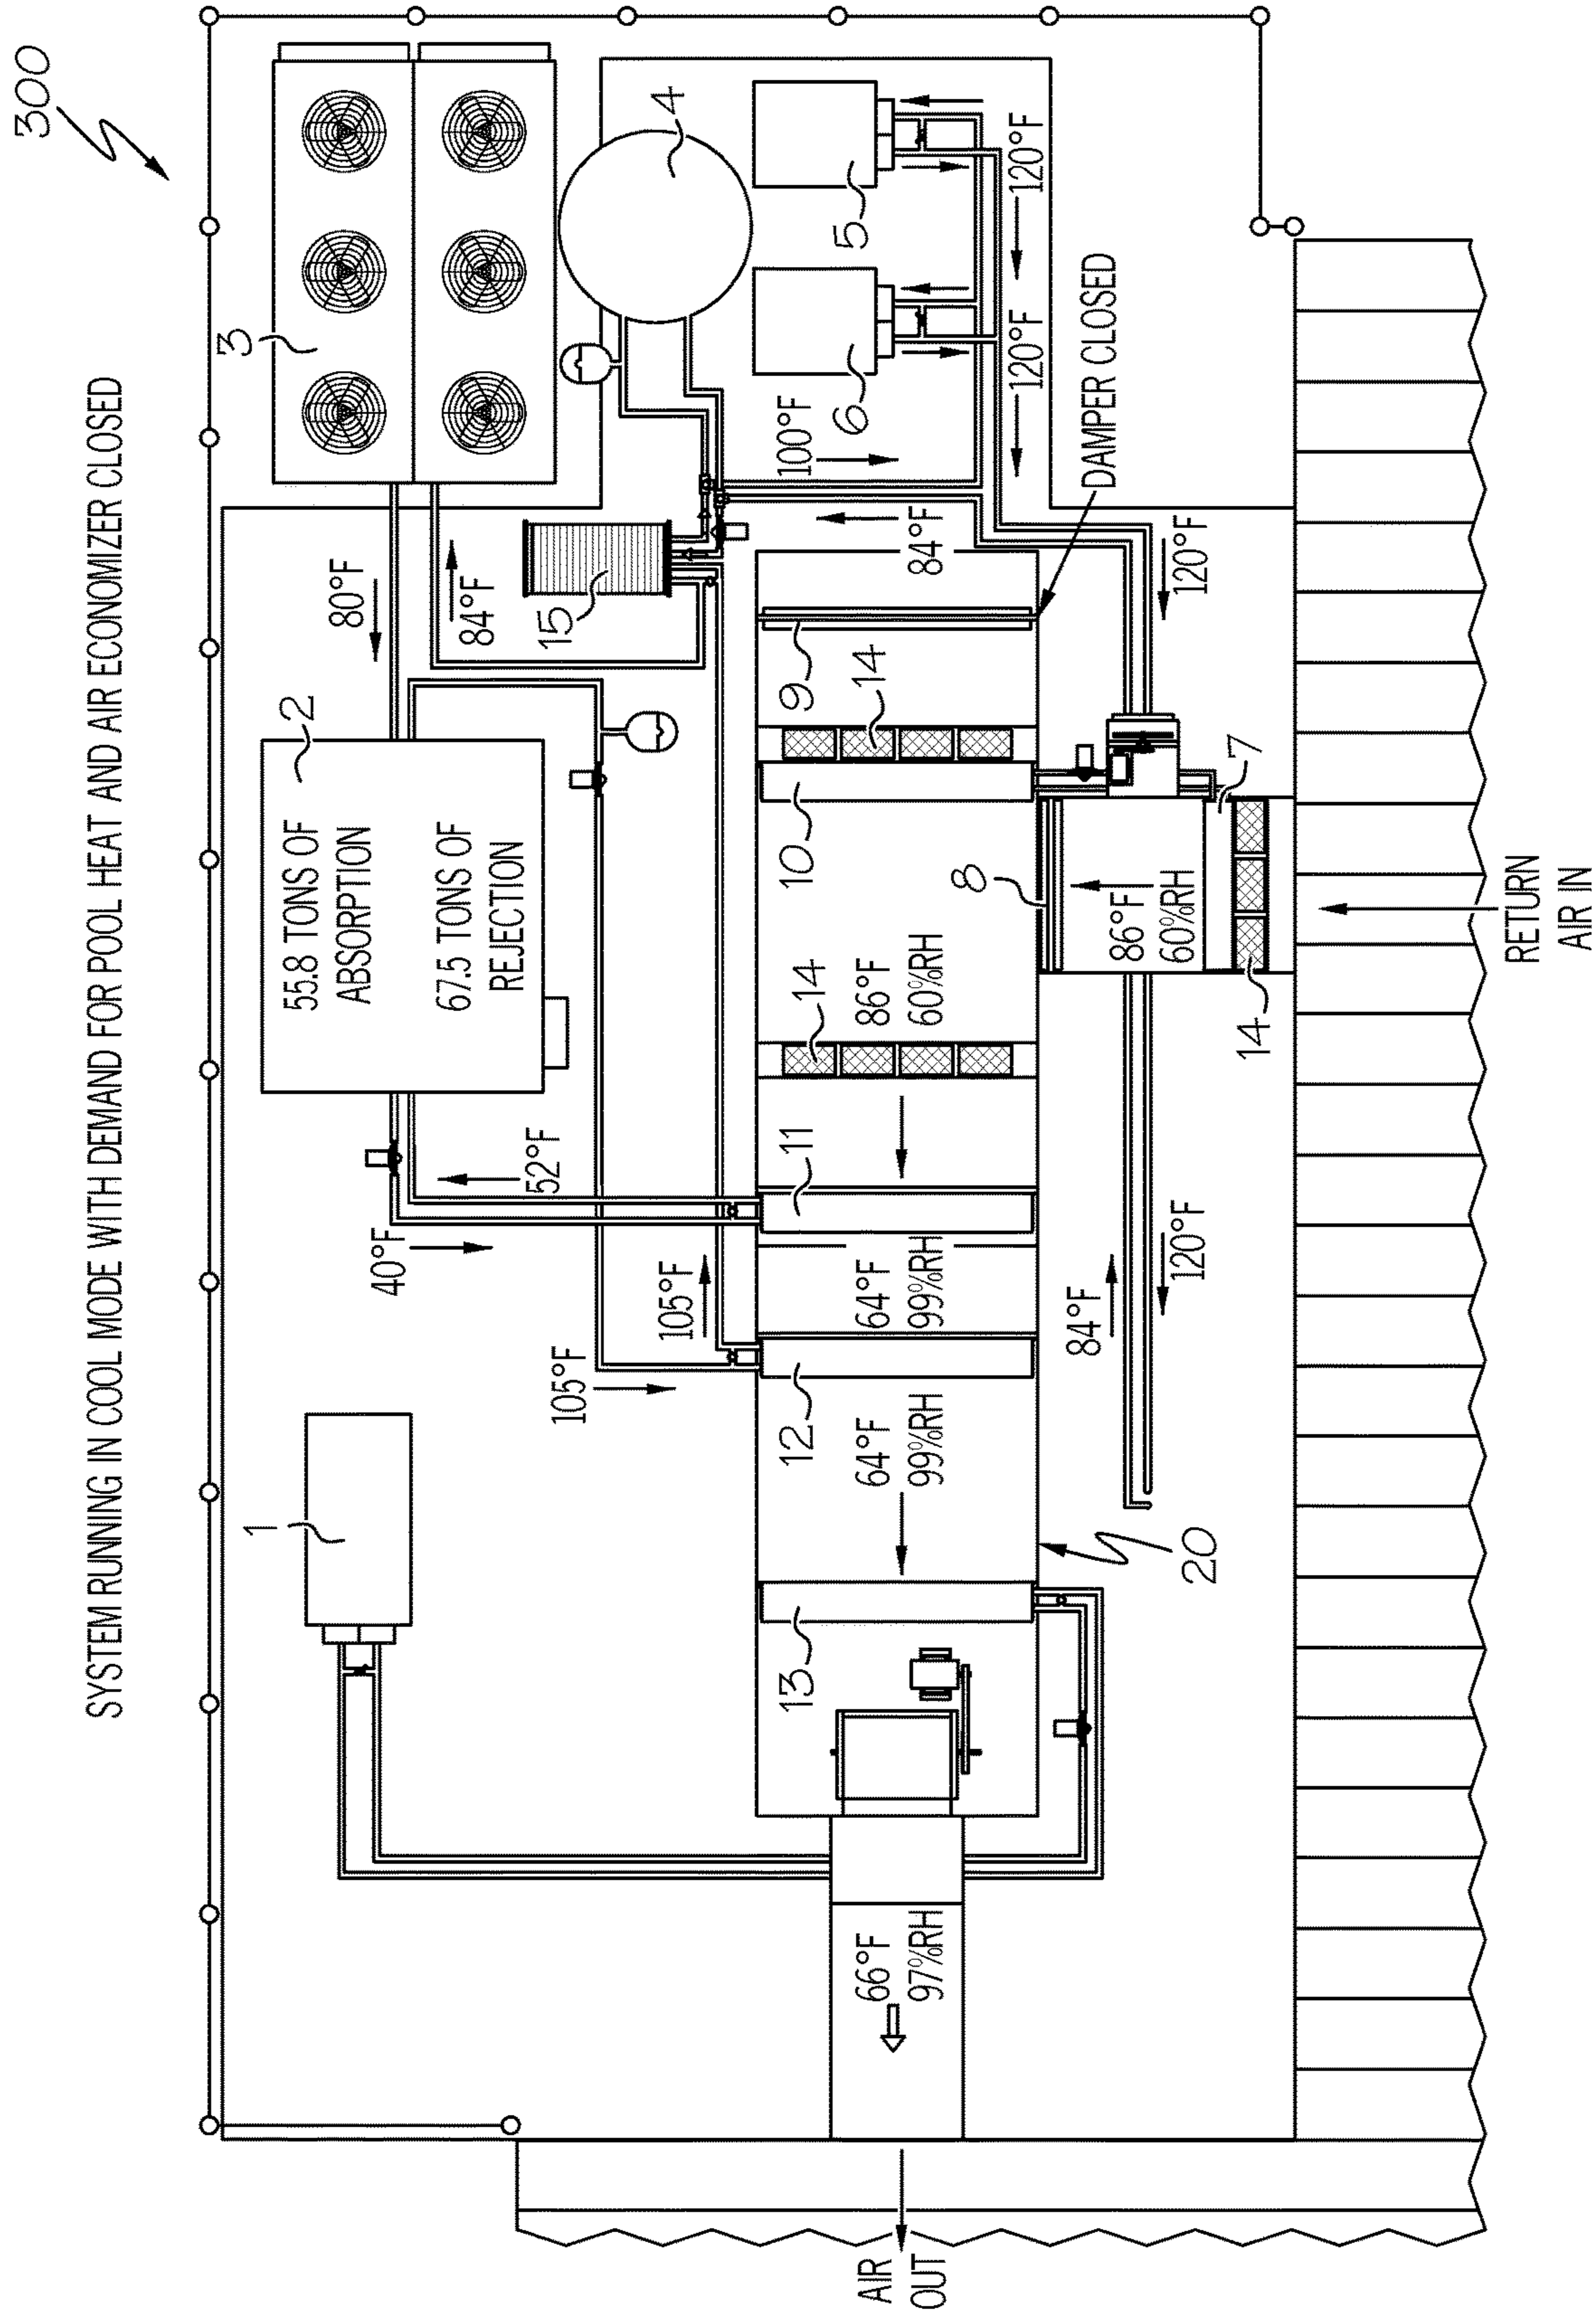 300
SYSTEM RUNNING IN COOL MODE WITH DEMAND FOR POOL HEAT AND AIR ECONOMIZER CLOSED
1
40°F
52°F
2
55.8 TONS OF
ABSORPTION
67.5 TONS OF
REJECTION
80°F
84°F
3
105°F
105°F
15
4
100°F
6
5
120°F
120°F
66°F
97%RH
AIR
OUT
13
12
64°F
99%RH
64°F
99%RH
11
14
86°F
60%RH
10
14
9
84°F
DAMPER CLOSED
20
84°F
120°F
8
86°F
60%RH
7
14
120°F
RETURN
AIR IN